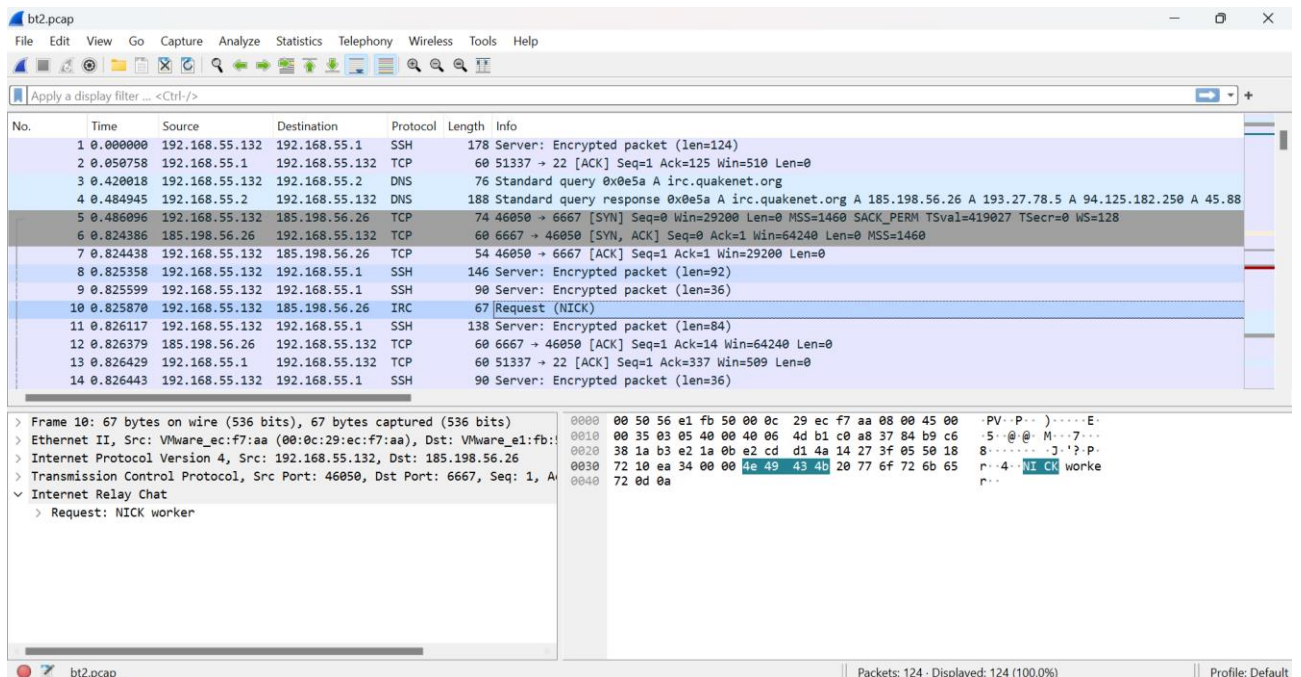 bt2.pcap
File Edit View Go Capture Analyze Statistics Telephony Wireless Tools Help
Apply a display filter ... <Ctrl-/>
No. Time Source Destination Protocol Length Info
1 0.000000 192.168.55.132 192.168.55.1 SSH 178 Server: Encrypted packet (len=124)
2 0.050758 192.168.55.1 192.168.55.132 TCP 60 51337 → 22 [ACK] Seq=1 Ack=125 Win=510 Len=0
3 0.420018 192.168.55.132 192.168.55.2 DNS 76 Standard query 0x0e5a A irc.quakenet.org
4 0.484945 192.168.55.2 192.168.55.132 DNS 188 Standard query response 0x0e5a A irc.quakenet.org A 185.198.56.26 A 193.27.78.5 A 94.125.182.250 A 45.88
5 0.486096 192.168.55.132 185.198.56.26 TCP 74 46050 → 6667 [SYN] Seq=0 Win=29200 Len=0 MSS=1460 SACK_PERM TSval=419027 TSecr=0 WS=128
6 0.824386 185.198.56.26 192.168.55.132 TCP 60 6667 → 46050 [SYN, ACK] Seq=0 Ack=1 Win=64240 Len=0 MSS=1460
7 0.824438 192.168.55.132 185.198.56.26 TCP 54 46050 → 6667 [ACK] Seq=1 Ack=1 Win=29200 Len=0
8 0.825358 192.168.55.132 192.168.55.1 SSH 146 Server: Encrypted packet (len=92)
9 0.825599 192.168.55.132 192.168.55.1 SSH 90 Server: Encrypted packet (len=36)
10 0.825870 192.168.55.132 185.198.56.26 IRC 67 Request (NICK)
11 0.826117 192.168.55.132 192.168.55.1 SSH 138 Server: Encrypted packet (len=84)
12 0.826379 185.198.56.26 192.168.55.132 TCP 60 6667 → 46050 [ACK] Seq=1 Ack=14 Win=64240 Len=0
13 0.826429 192.168.55.1 192.168.55.132 TCP 60 51337 → 22 [ACK] Seq=1 Ack=337 Win=509 Len=0
14 0.826443 192.168.55.132 192.168.55.1 SSH 90 Server: Encrypted packet (len=36)
> Frame 10: 67 bytes on wire (536 bits), 67 bytes captured (536 bits)
> Ethernet II, Src: VMware_ec:f7:aa (00:0c:29:ec:f7:aa), Dst: VMware_e1:fb:
> Internet Protocol Version 4, Src: 192.168.55.132, Dst: 185.198.56.26
> Transmission Control Protocol, Src Port: 46050, Dst Port: 6667, Seq: 1, A
Internet Relay Chat
> Request: NICK worker
0000 00 50 56 e1 fb 50 00 0c 29 ec f7 aa 08 00 45 00 ·PV··P·· )·····E·
0010 00 35 03 05 40 00 40 06 4d b1 c0 a8 37 84 b9 c6 ·5··@·@· M···7···
0020 38 1a b3 e2 1a 0b e2 cd d1 4a 14 27 3f 05 50 18 8······· ·J·'?·P·
0030 72 10 ea 34 00 00 4e 49 43 4b 20 77 6f 72 6b 65 r··4··NI CK worke
0040 72 0d 0a r··
bt2.pcap Packets: 124 · Displayed: 124 (100.0%) Profile: Default